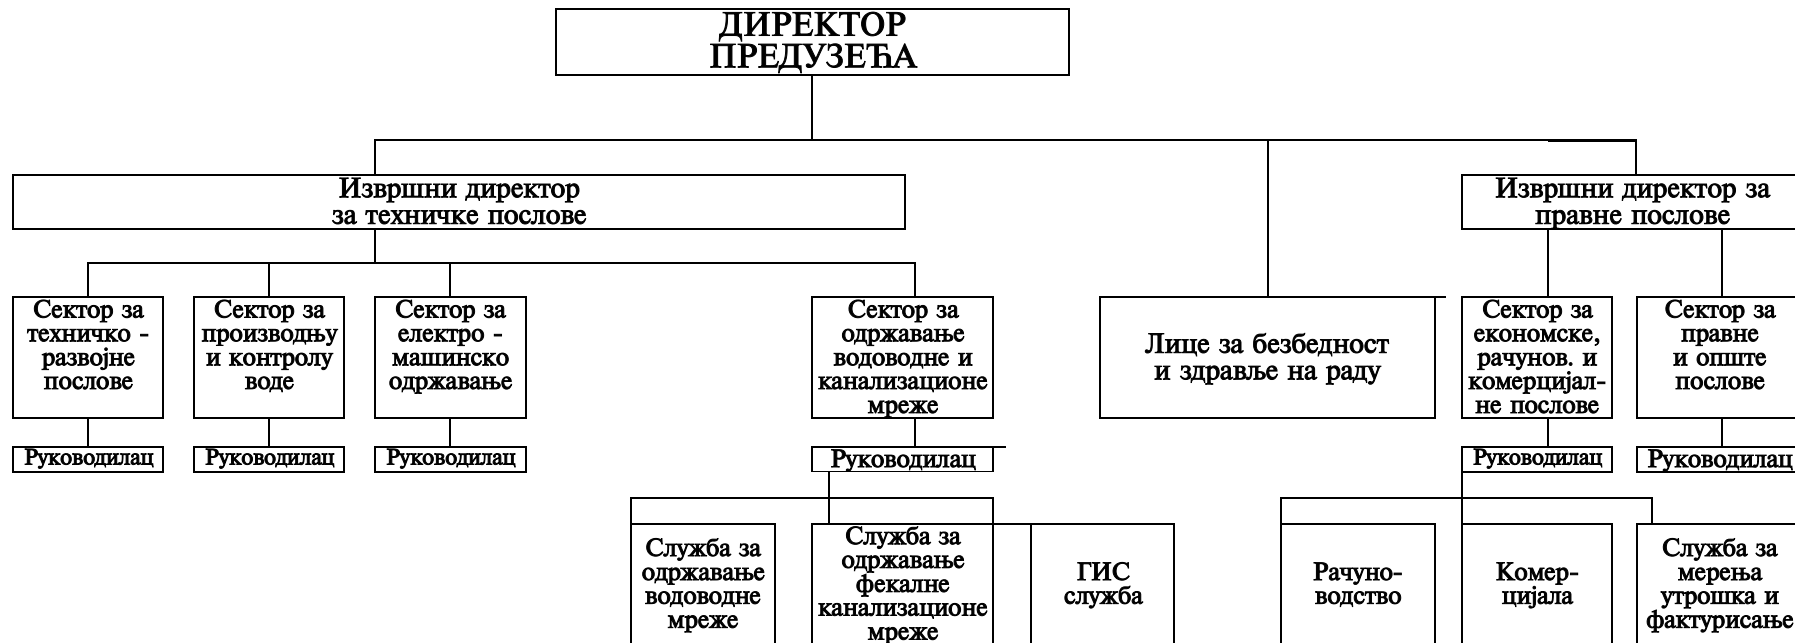 ДИРЕКТОР
ПРЕДУЗЕЋА
Извршни директор
за техничке послове
Извршни директор за
правне послове
Сектор за
техничко -
развојне
послове
Сектор за
производњу
и контролу
воде
Сектор за
електро -
машинско
одржавање
Сектор за
одржавање
водоводне и
канализационе
мреже
Лице за безбедност
и здравље на раду
Сектор за
економске,
рачунов. и
комерцијал-
не послове
Сектор за
правне
и опште
послове
Руководилац
Руководилац
Руководилац
Руководилац
Руководилац
Руководилац
Служба за
одржавање
водоводне
мреже
Служба за
одржавање
фекалне
канализационе
мреже
ГИС
служба
Рачуно-
водство
Комер-
цијала
Служба за
мерења
утрошка и
фактурисање